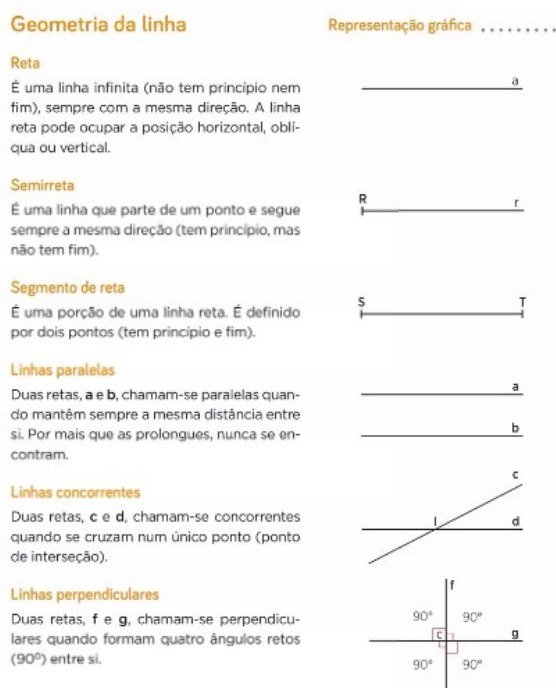 Geometria da linha
Representação gráfica
Reta
É uma linha infinita (não tem princípio nem
fim), sempre com a mesma direção. A linha
reta pode ocupar a posição horizontal, oblí-
qua ou vertical.
a
Semirreta
É uma linha que parte de um ponto e segue
sempre a mesma direção (tem princípio, mas
não tem fim).
R r
Segmento de reta
É uma porção de uma linha reta. É definido
por dois pontos (tem princípio e fim).
S T
Linhas paralelas
Duas retas, a e b, chamam-se paralelas quan-
do mantêm sempre a mesma distância entre
si. Por mais que as prolongues, nunca se en-
contram.
a
b
Linhas concorrentes
Duas retas, c e d, chamam-se concorrentes
quando se cruzam num único ponto (ponto
de interseção).
c
I d
Linhas perpendiculares
Duas retas, f e g, chamam-se perpendicu-
lares quando formam quatro ângulos retos
(90º) entre si.
f
90° 90°
c g
90° 90°